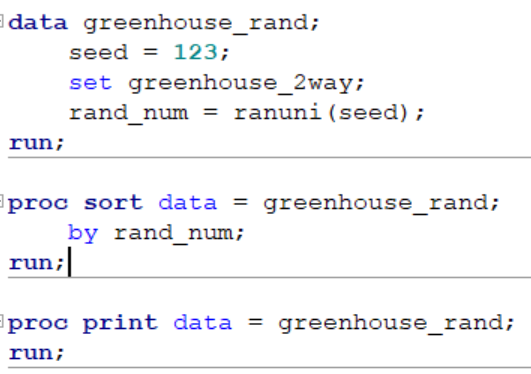 data greenhouse_rand;
    seed = 123;
    set greenhouse_2way;
    rand_num = ranuni(seed);
run;
proc sort data = greenhouse_rand;
    by rand_num;
run;
proc print data = greenhouse_rand;
run;